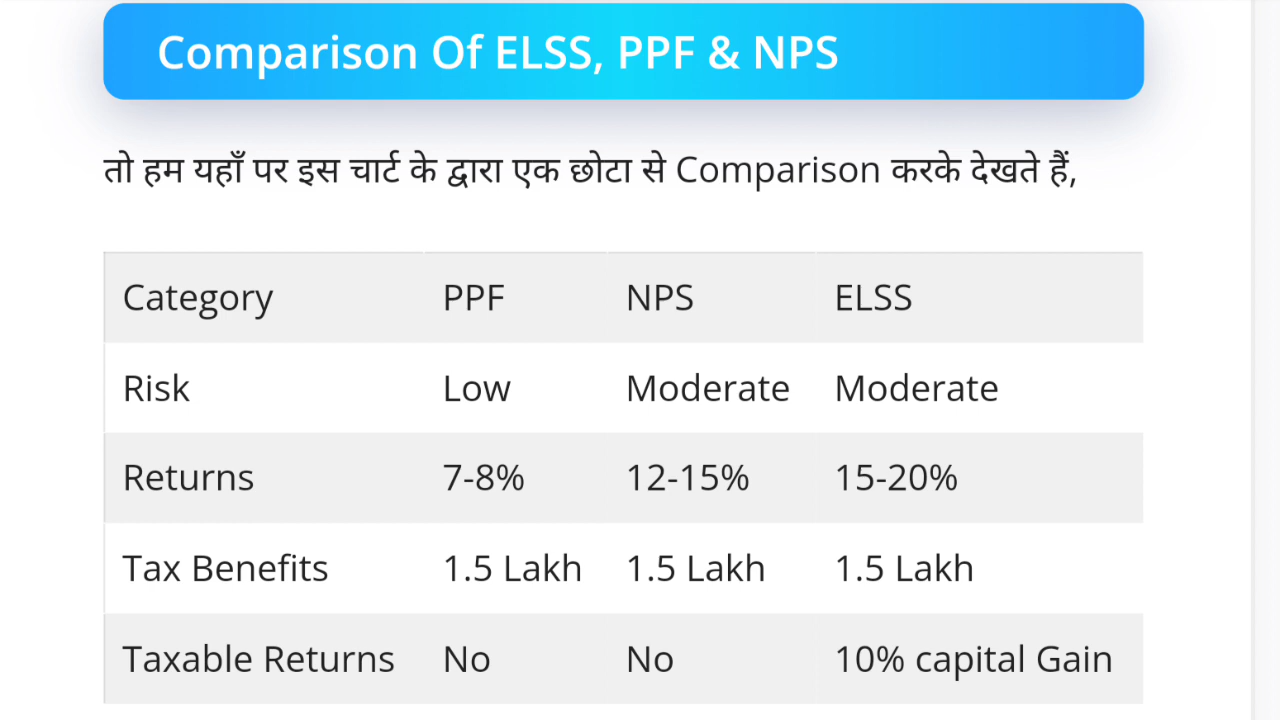 Comparison Of ELSS, PPF & NPS
तो हम यहाँ पर इस चार्ट के द्वारा एक छोटा से Comparison करके देखते हैं,
Category PPF NPS ELSS
Risk Low Moderate Moderate
Returns 7-8% 12-15% 15-20%
Tax Benefits 1.5 Lakh 1.5 Lakh 1.5 Lakh
Taxable Returns No No 10% capital Gain